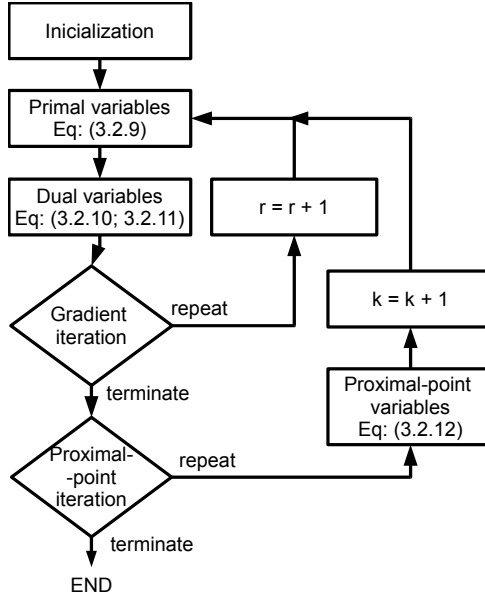 Inicialization
Primal variables
Eq: (3.2.9)
Dual variables
Eq: (3.2.10; 3.2.11)
r = r + 1
Gradient
iteration
repeat
k = k + 1
terminate
Proximal-point
variables
Eq: (3.2.12)
Proximal-
-point
iteration
repeat
terminate
END